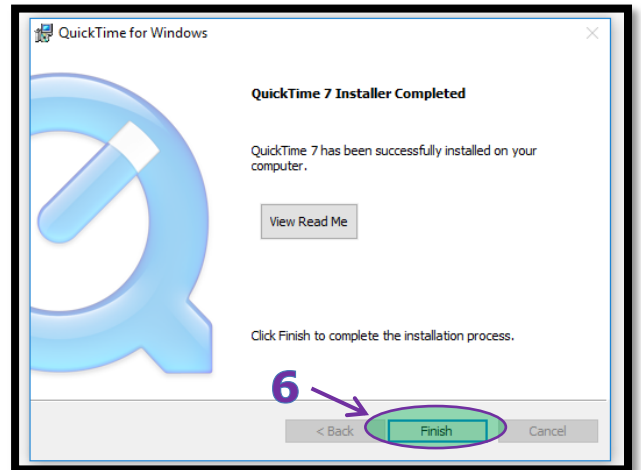 QuickTime for Windows
QuickTime 7 Installer Completed
QuickTime 7 has been successfully installed on your
computer.
View Read Me
Click Finish to complete the installation process.
6
< Back Finish Cancel